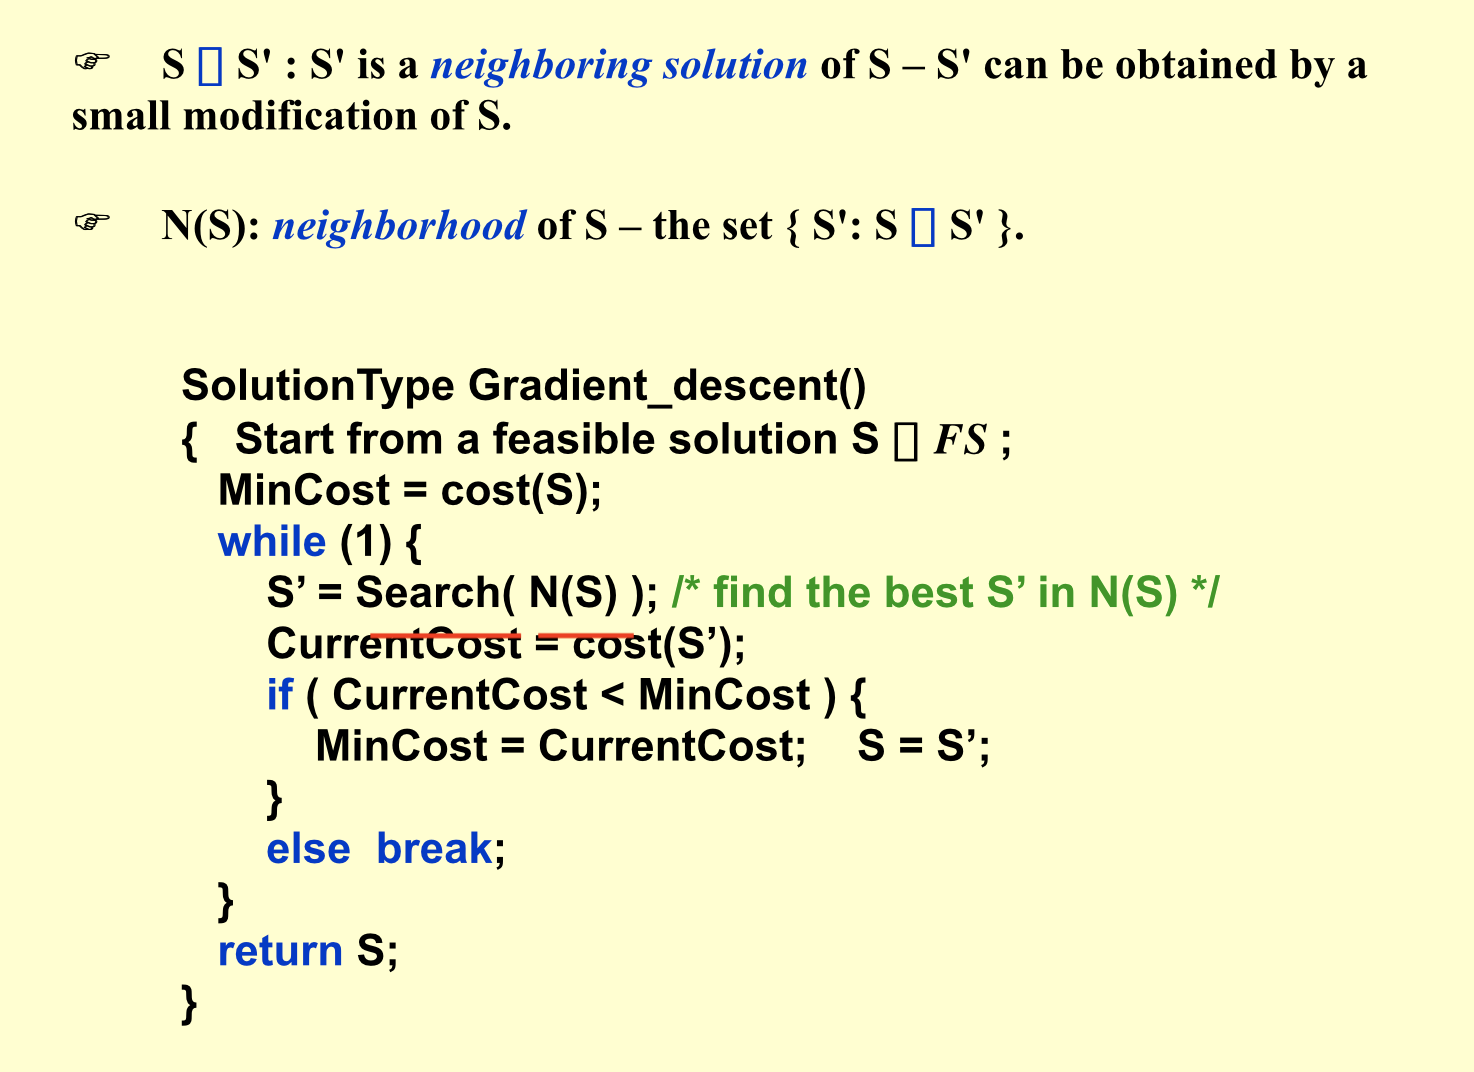 ☞ S ▯ S' : S' is a neighboring solution of S – S' can be obtained by a
small modification of S.
☞ N(S): neighborhood of S – the set { S': S ▯ S' }.
SolutionType Gradient_descent()
{ Start from a feasible solution S ▯ FS ;
MinCost = cost(S);
while (1) {
S’ = Search( N(S) ); /* find the best S’ in N(S) */
CurrentCost = cost(S’);
if ( CurrentCost < MinCost ) {
MinCost = CurrentCost; S = S’;
}
else break;
}
return S;
}